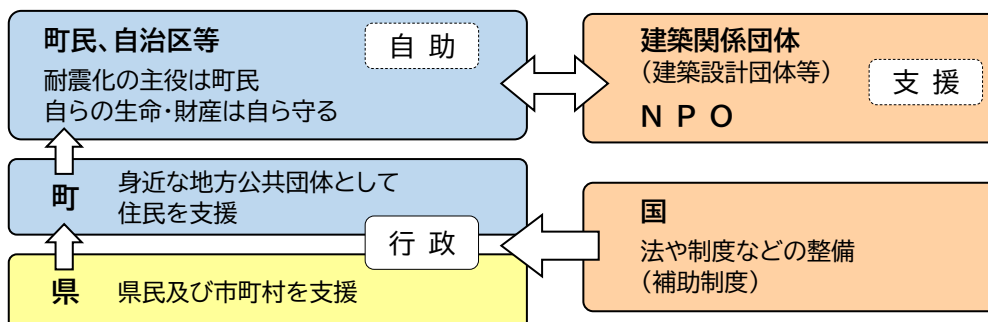 町民、自治区等
自 助
耐震化の主役は町民
自らの生命・財産は自ら守る
建築関係団体
（建築設計団体等）
支 援
Ｎ Ｐ Ｏ
町
身近な地方公共団体として
住民を支援
行 政
県
県民及び市町村を支援
国
法や制度などの整備
（補助制度）